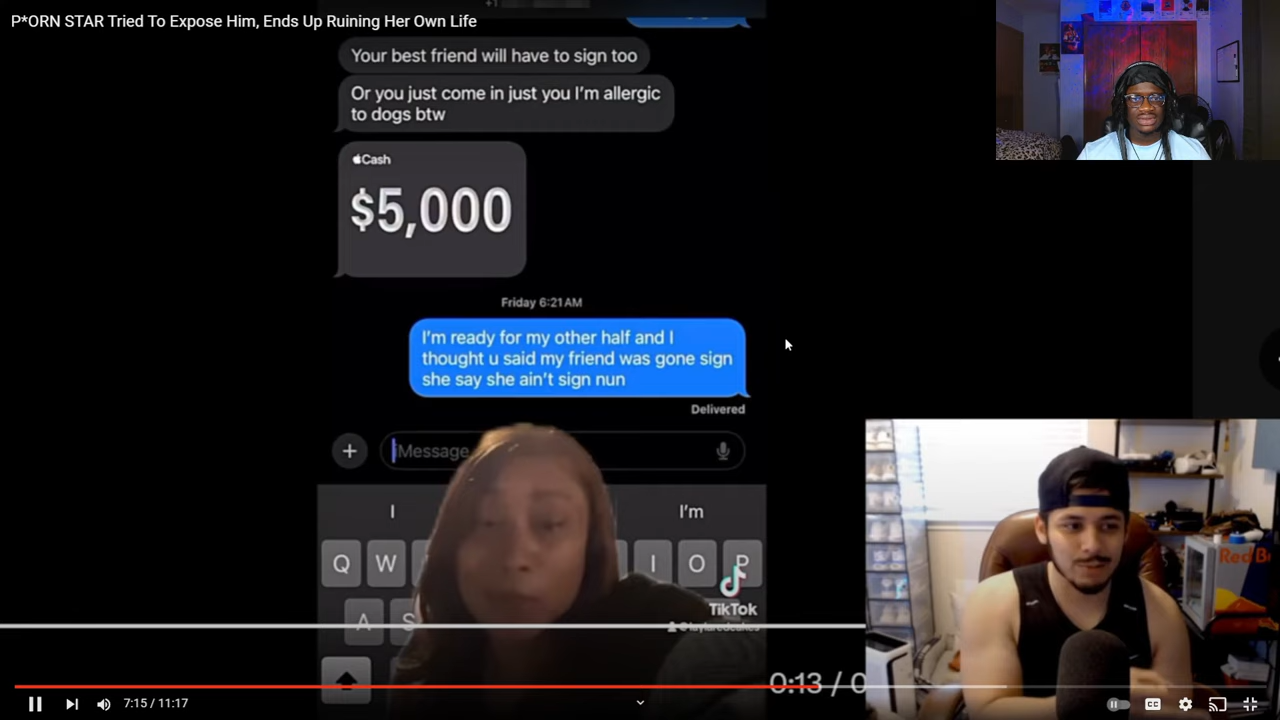 P*ORN STAR Tried To Expose Him, Ends Up Ruining Her Own Life
+1
Your best friend will have to sign too
Or you just come in just you I'm allergic
to dogs btw
Cash
$5,000
Friday 6:21 AM
I'm ready for my other half and I
thought u said my friend was gone sign
she say she ain't sign nun
Delivered
Message
I
I'm
Q W I O P
A S
TikTok
Red B
0:13 / 0
7:15 / 11:17
CC